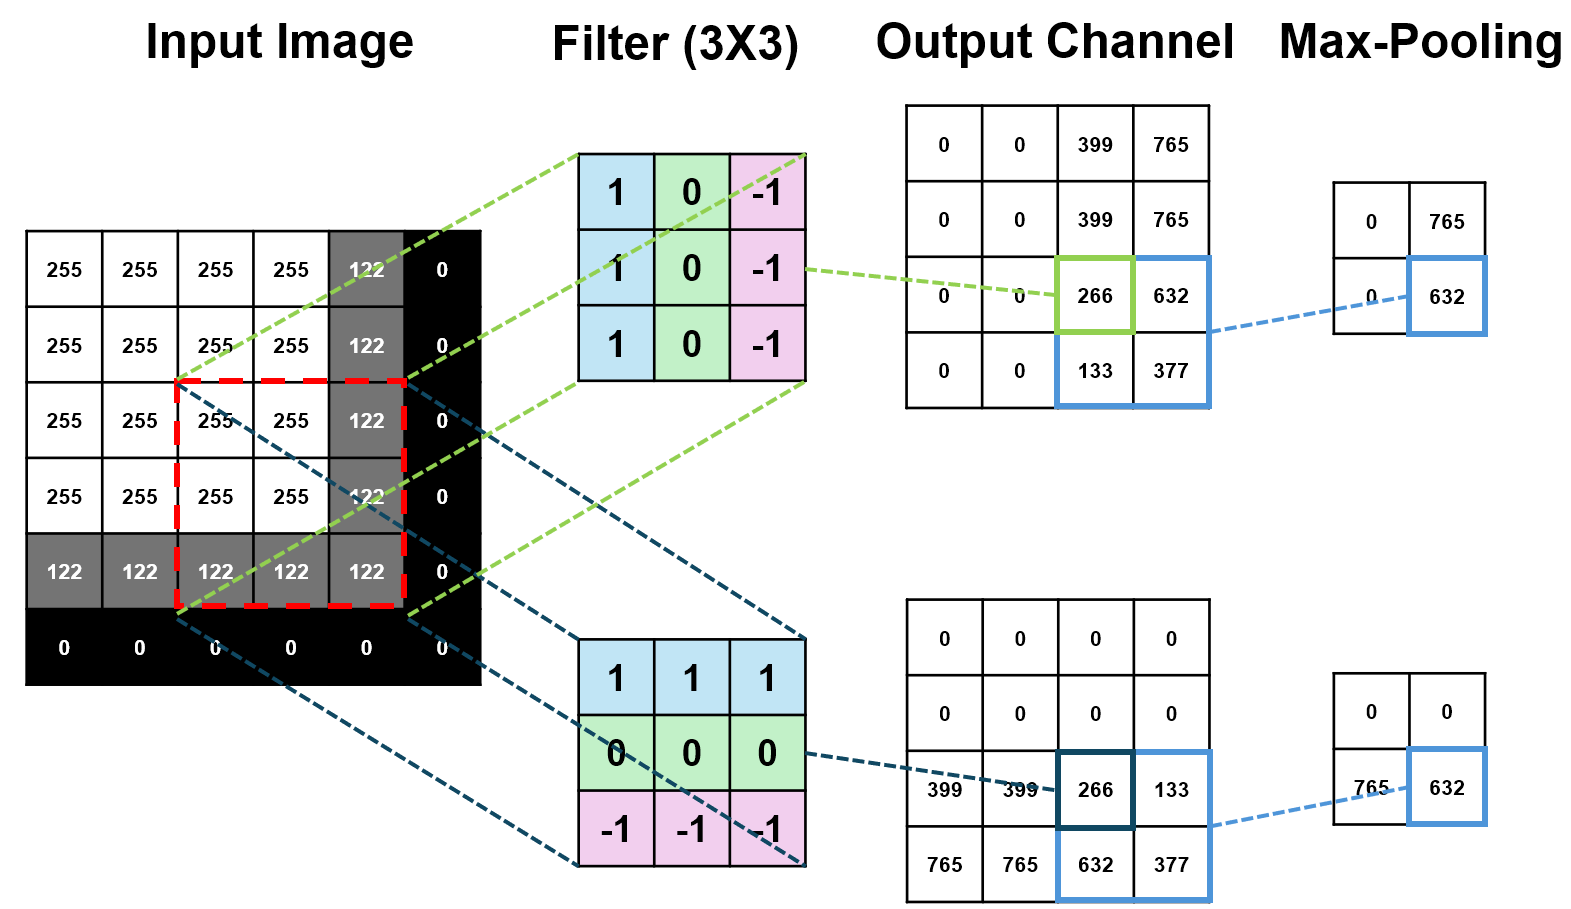 Input Image Filter (3X3) Output Channel Max-Pooling
255 255 255 255 122 0
255 255 255 255 122 0
255 255 255 255 122 0
255 255 255 255 122 0
122 122 122 122 122 0
0 0 0 0 0 0
1 0 -1
1 0 -1
1 0 -1
1 1 1
0 0 0
-1 -1 -1
0 0 399 765
0 0 399 765
0 0 266 632
0 0 133 377
0 0 0 0
0 0 0 0
399 399 266 133
765 765 632 377
0 765
0 632
0 0
765 632